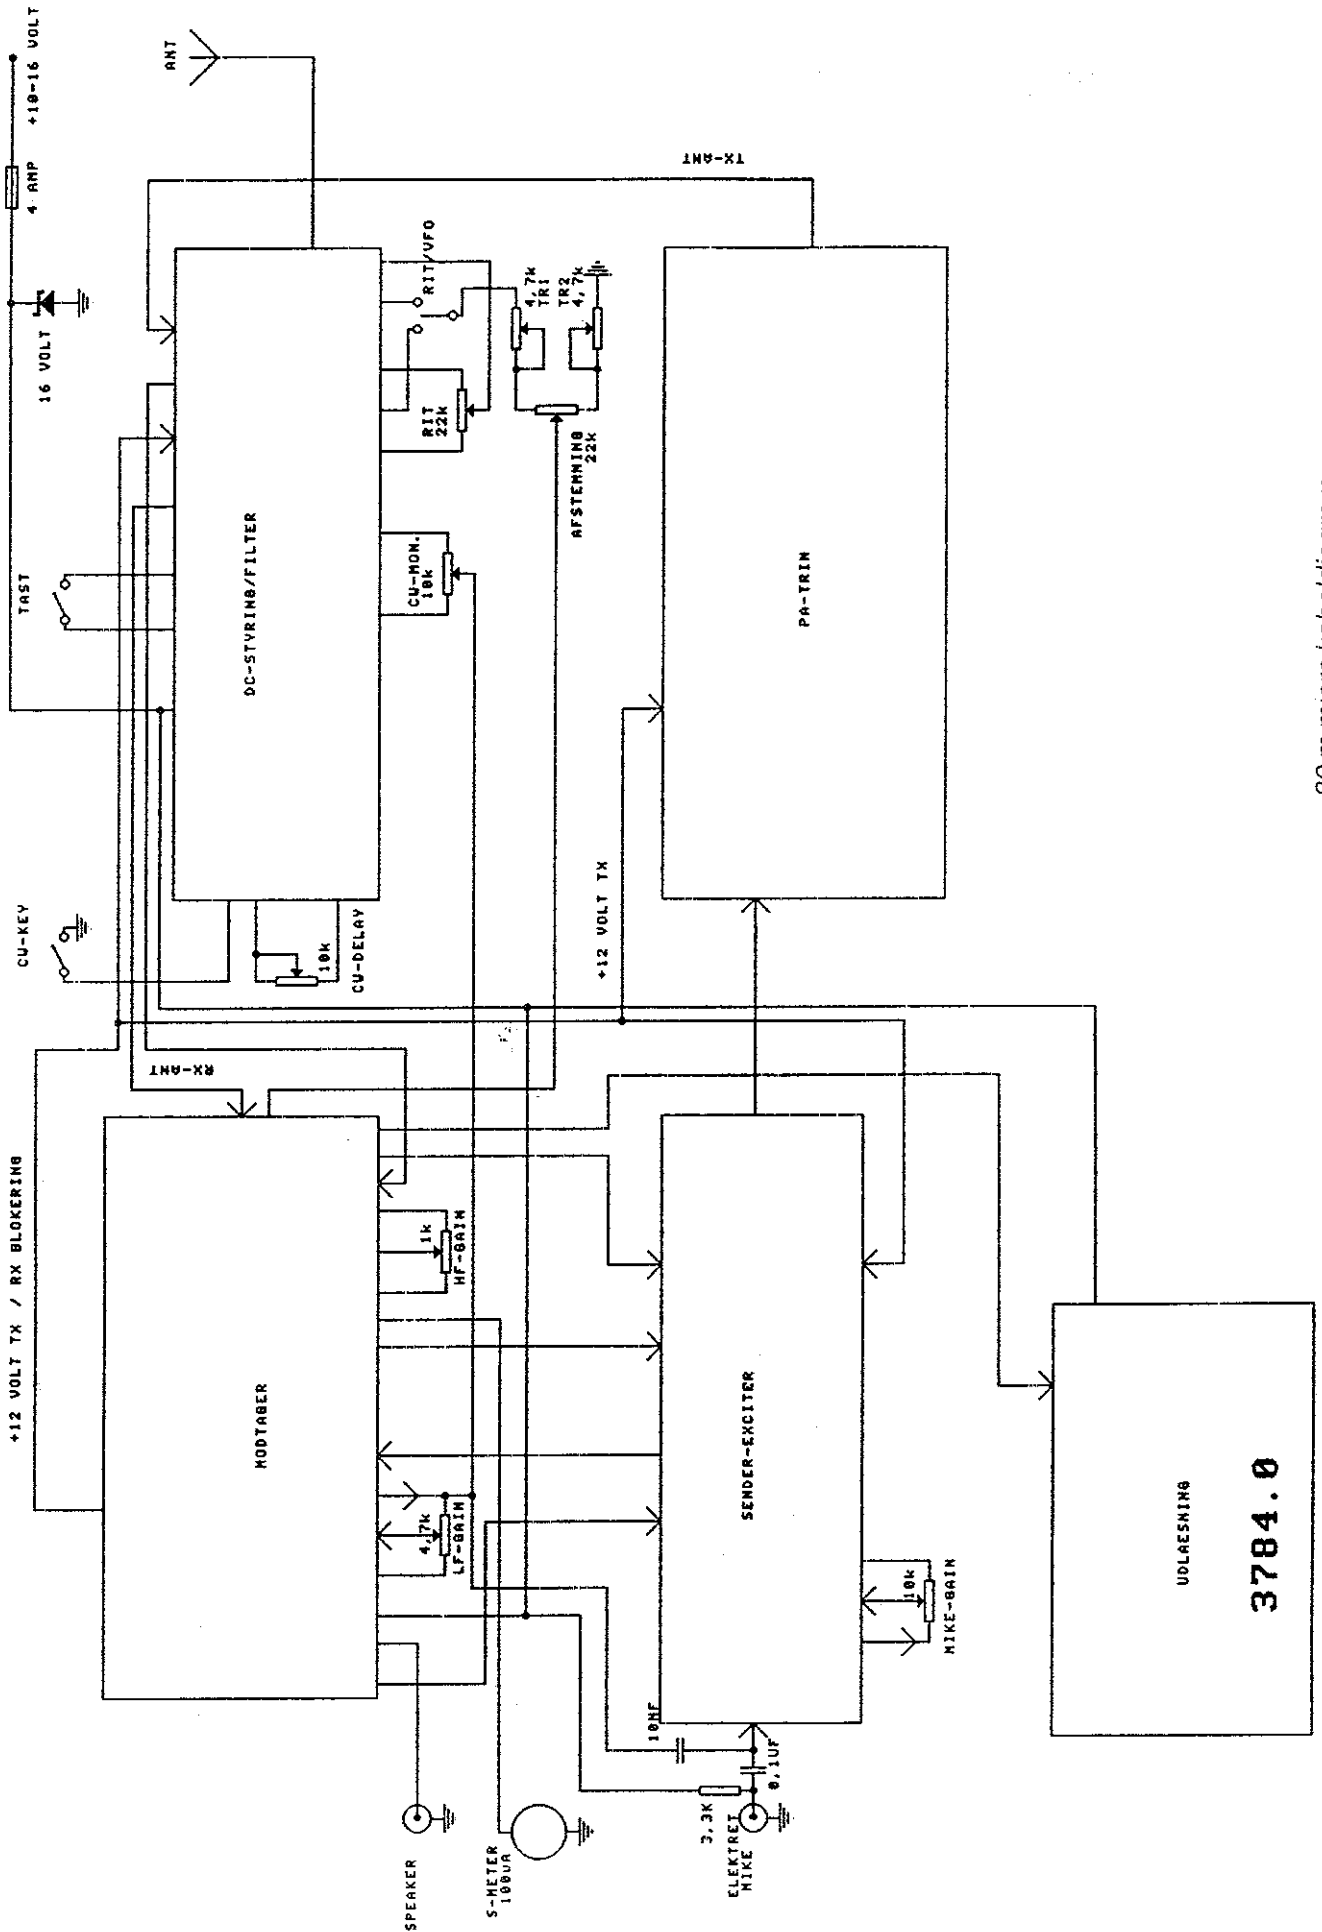 +12 VOLT TX / RX BLOKERING
CW-KEY
TAST
16 VOLT
4 AMP
+10-16 VOLT
ANT
RX-ANT
TX-ANT
MODTAGER
DC-STYRING/FILTER
10k
CW-DELAY
CW-MON.
10k
RIT
22k
RIT/VFO
4,7k
TR1
TR2
4,7k
AFSTEMNING
22k
1k
HF-GAIN
4,7k
LF-GAIN
SPEAKER
S-METER
100uA
+12 VOLT TX
SENDER-EXCITER
PA-TRIN
10NF
0,1UF
3,3K
ELEKTRET
MIKE
10k
MIKE-GAIN
UDLAESNING
3784.0